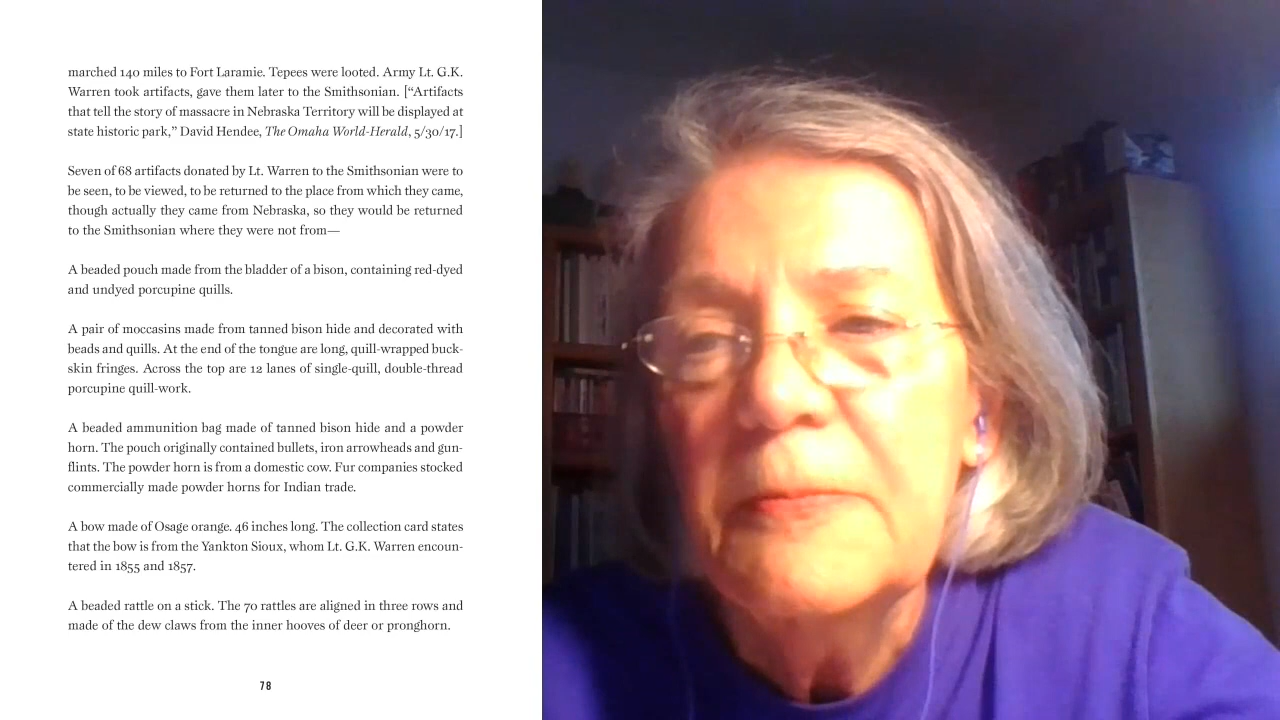 marched 140 miles to Fort Laramie. Tepees were looted. Army Lt. G.K.
Warren took artifacts, gave them later to the Smithsonian. [“Artifacts
that tell the story of massacre in Nebraska Territory will be displayed at
state historic park,” David Hendee, The Omaha World-Herald, 5/30/17.]
Seven of 68 artifacts donated by Lt. Warren to the Smithsonian were to
be seen, to be viewed, to be returned to the place from which they came,
though actually they came from Nebraska, so they would be returned
to the Smithsonian where they were not from—
A beaded pouch made from the bladder of a bison, containing red-dyed
and undyed porcupine quills.
A pair of moccasins made from tanned bison hide and decorated with
beads and quills. At the end of the tongue are long, quill-wrapped buck-
skin fringes. Across the top are 12 lanes of single-quill, double-thread
porcupine quill-work.
A beaded ammunition bag made of tanned bison hide and a powder
horn. The pouch originally contained bullets, iron arrowheads and gun-
flints. The powder horn is from a domestic cow. Fur companies stocked
commercially made powder horns for Indian trade.
A bow made of Osage orange. 46 inches long. The collection card states
that the bow is from the Yankton Sioux, whom Lt. G.K. Warren encoun-
tered in 1855 and 1857.
A beaded rattle on a stick. The 70 rattles are aligned in three rows and
made of the dew claws from the inner hooves of deer or pronghorn.
78